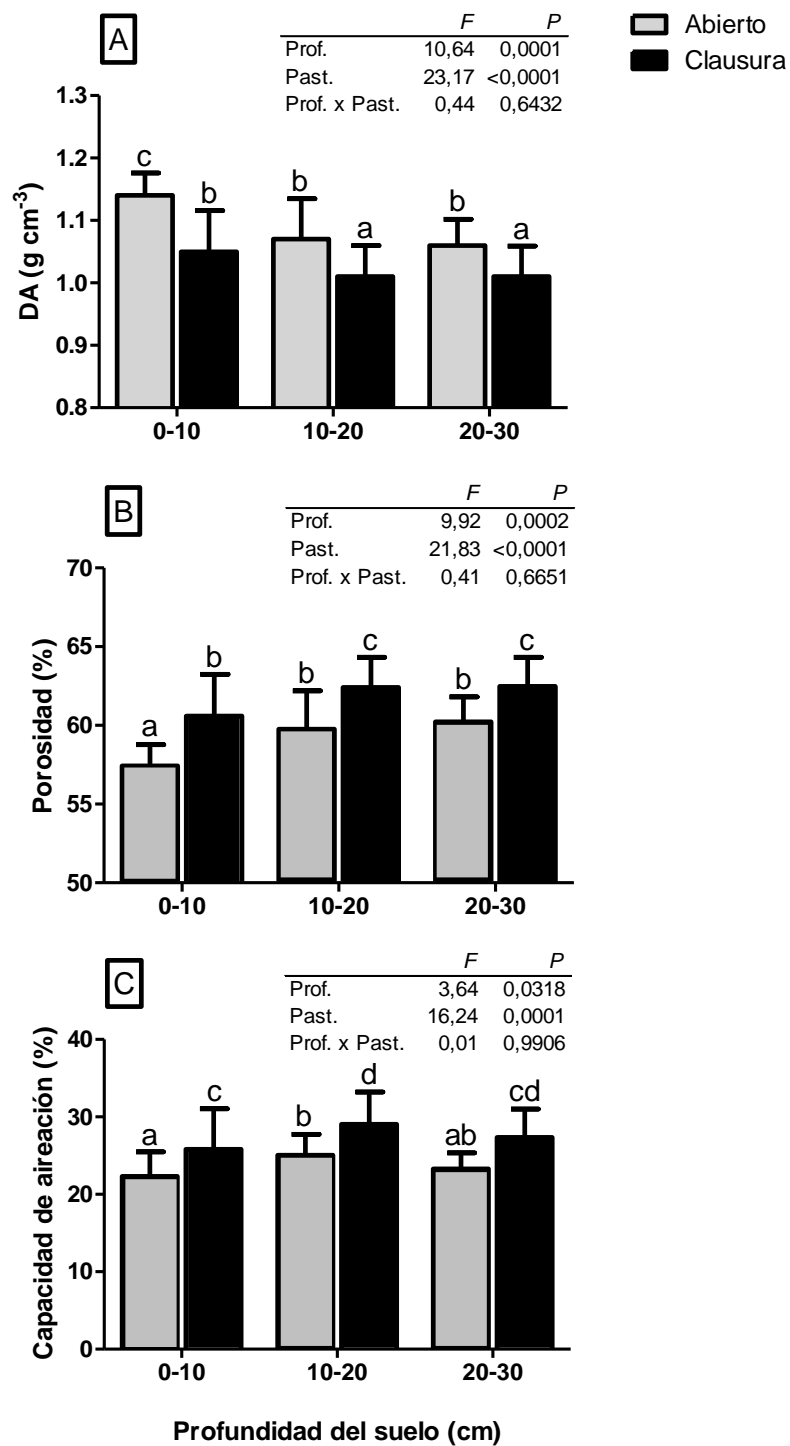 A
F P
Prof. 10,64 0,0001
Past. 23,17 <0,0001
Prof. x Past. 0,44 0,6432
Abierto
Clausura
DA (g cm-3)
1.3
1.2
1.1
1.0
0.9
0.8
c b b a b a
0-10 10-20 20-30
B
F P
Prof. 9,92 0,0002
Past. 21,83 <0,0001
Prof. x Past. 0,41 0,6651
Porosidad (%)
70
65
60
55
50
a b b c b c
0-10 10-20 20-30
C
F P
Prof. 3,64 0,0318
Past. 16,24 0,0001
Prof. x Past. 0,01 0,9906
Capacidad de aireación (%)
40
30
20
10
0
a c b d ab cd
0-10 10-20 20-30
Profundidad del suelo (cm)